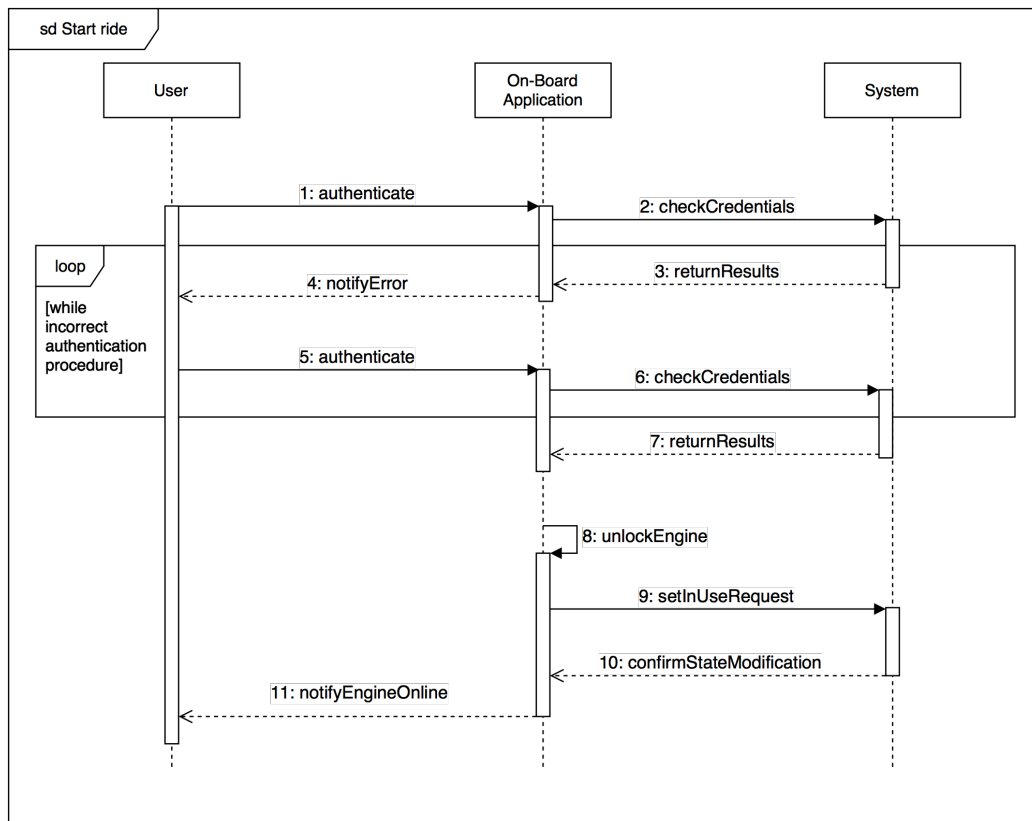 sd Start ride
User
On-Board
Application
System
1: authenticate
2: checkCredentials
loop
3: returnResults
4: notifyError
[while
incorrect
authentication
procedure]
5: authenticate
6: checkCredentials
7: returnResults
8: unlockEngine
9: setInUseRequest
10: confirmStateModification
11: notifyEngineOnline